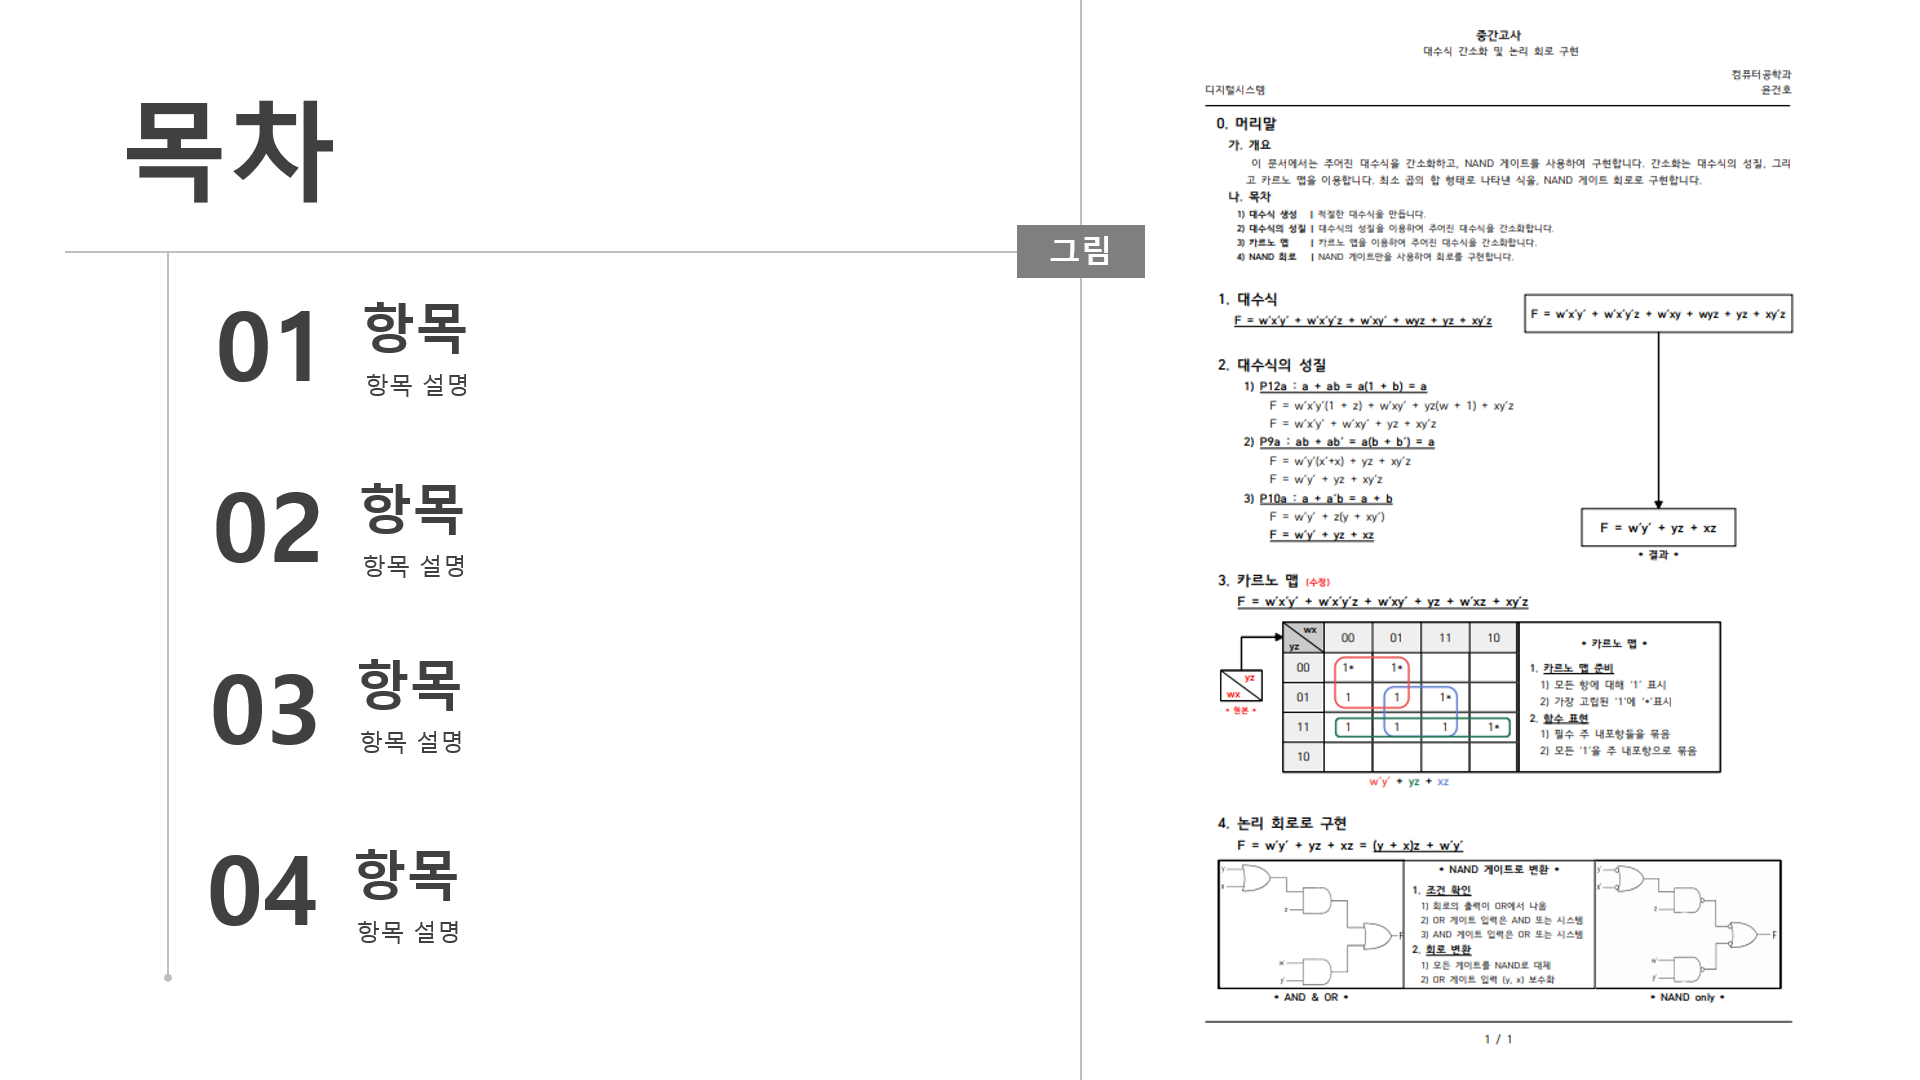 목차
01 항목
항목 설명
02 항목
항목 설명
03 항목
항목 설명
04 항목
항목 설명
그림
중간고사
대수식 간소화 및 논리 회로 구현
컴퓨터공학과
디지털시스템 윤건호
0. 머리말
가. 개요
이 문서에서는 주어진 대수식을 간소화하고, NAND 게이트를 사용하여 구현합니다. 간소화는 대수식의 성질, 그리
고 카르노 맵을 이용합니다. 최소 곱의 합 형태로 나타낸 식을, NAND 게이트 회로로 구현합니다.
나. 목차
1) 대수식 생성 | 적절한 대수식을 만듭니다.
2) 대수식의 성질 | 대수식의 성질을 이용하여 주어진 대수식을 간소화합니다.
3) 카르노 맵 | 카르노 맵을 이용하여 주어진 대수식을 간소화합니다.
4) NAND 회로 | NAND 게이트만을 사용하여 회로를 구현합니다.
1. 대수식
F = w'x'y' + w'x'y'z + w'xy' + wyz + yz + xy'z
F = w'x'y' + w'x'y'z + w'xy + wyz + yz + xy'z
2. 대수식의 성질
1) P12a : a + ab = a(1 + b) = a
F = w'x'y'(1 + z) + w'xy' + yz(w + 1) + xy'z
F = w'x'y' + w'xy' + yz + xy'z
2) P9a : ab + ab' = a(b + b') = a
F = w'y'(x'+x) + yz + xy'z
F = w'y' + yz + xy'z
3) P10a : a + a'b = a + b
F = w'y' + z(y + xy')
F = w'y' + yz + xz
F = w'y' + yz + xz
• 결과 •
3. 카르노 맵 (수정)
F = w'x'y' + w'x'y'z + w'xy' + yz + w'xz + xy'z
wx
yz
00 01 11 10
00 1* 1*
01 1 1 1*
11 1 1 1 1*
10
yz
wx
• 원본 •
w'y' + yz + xz
• 카르노 맵 •
1. 카르노 맵 준비
1) 모든 항에 대해 '1' 표시
2) 가장 고립된 '1'에 '*'표시
2. 함수 표현
1) 필수 주 내포항들을 묶음
2) 모든 '1'을 주 내포항으로 묶음
4. 논리 회로로 구현
F = w'y' + yz + xz = (y + x)z + w'y'
y
x
z
w'
y'
F
• AND & OR •
• NAND 게이트로 변환 •
1. 조건 확인
1) 회로의 출력이 OR에서 나옴
2) OR 게이트 입력은 AND 또는 시스템
3) AND 게이트 입력은 OR 또는 시스템
2. 회로 변환
1) 모든 게이트를 NAND로 대체
2) OR 게이트 입력 (y, x) 보수화
y'
x'
z
w'
y'
F
• NAND only •
1 / 1